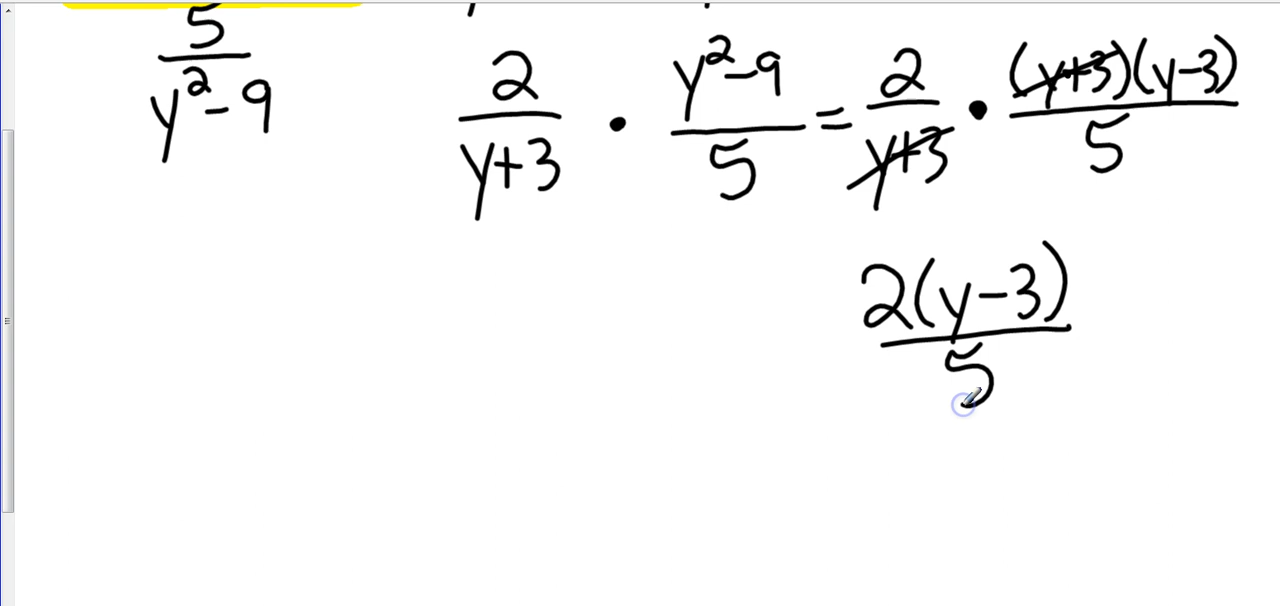 5
y²-9
2/(y+3) • (y²-9)/5 = 2/(y+3) • (y+3)(y-3)/5
2(y-3)
5